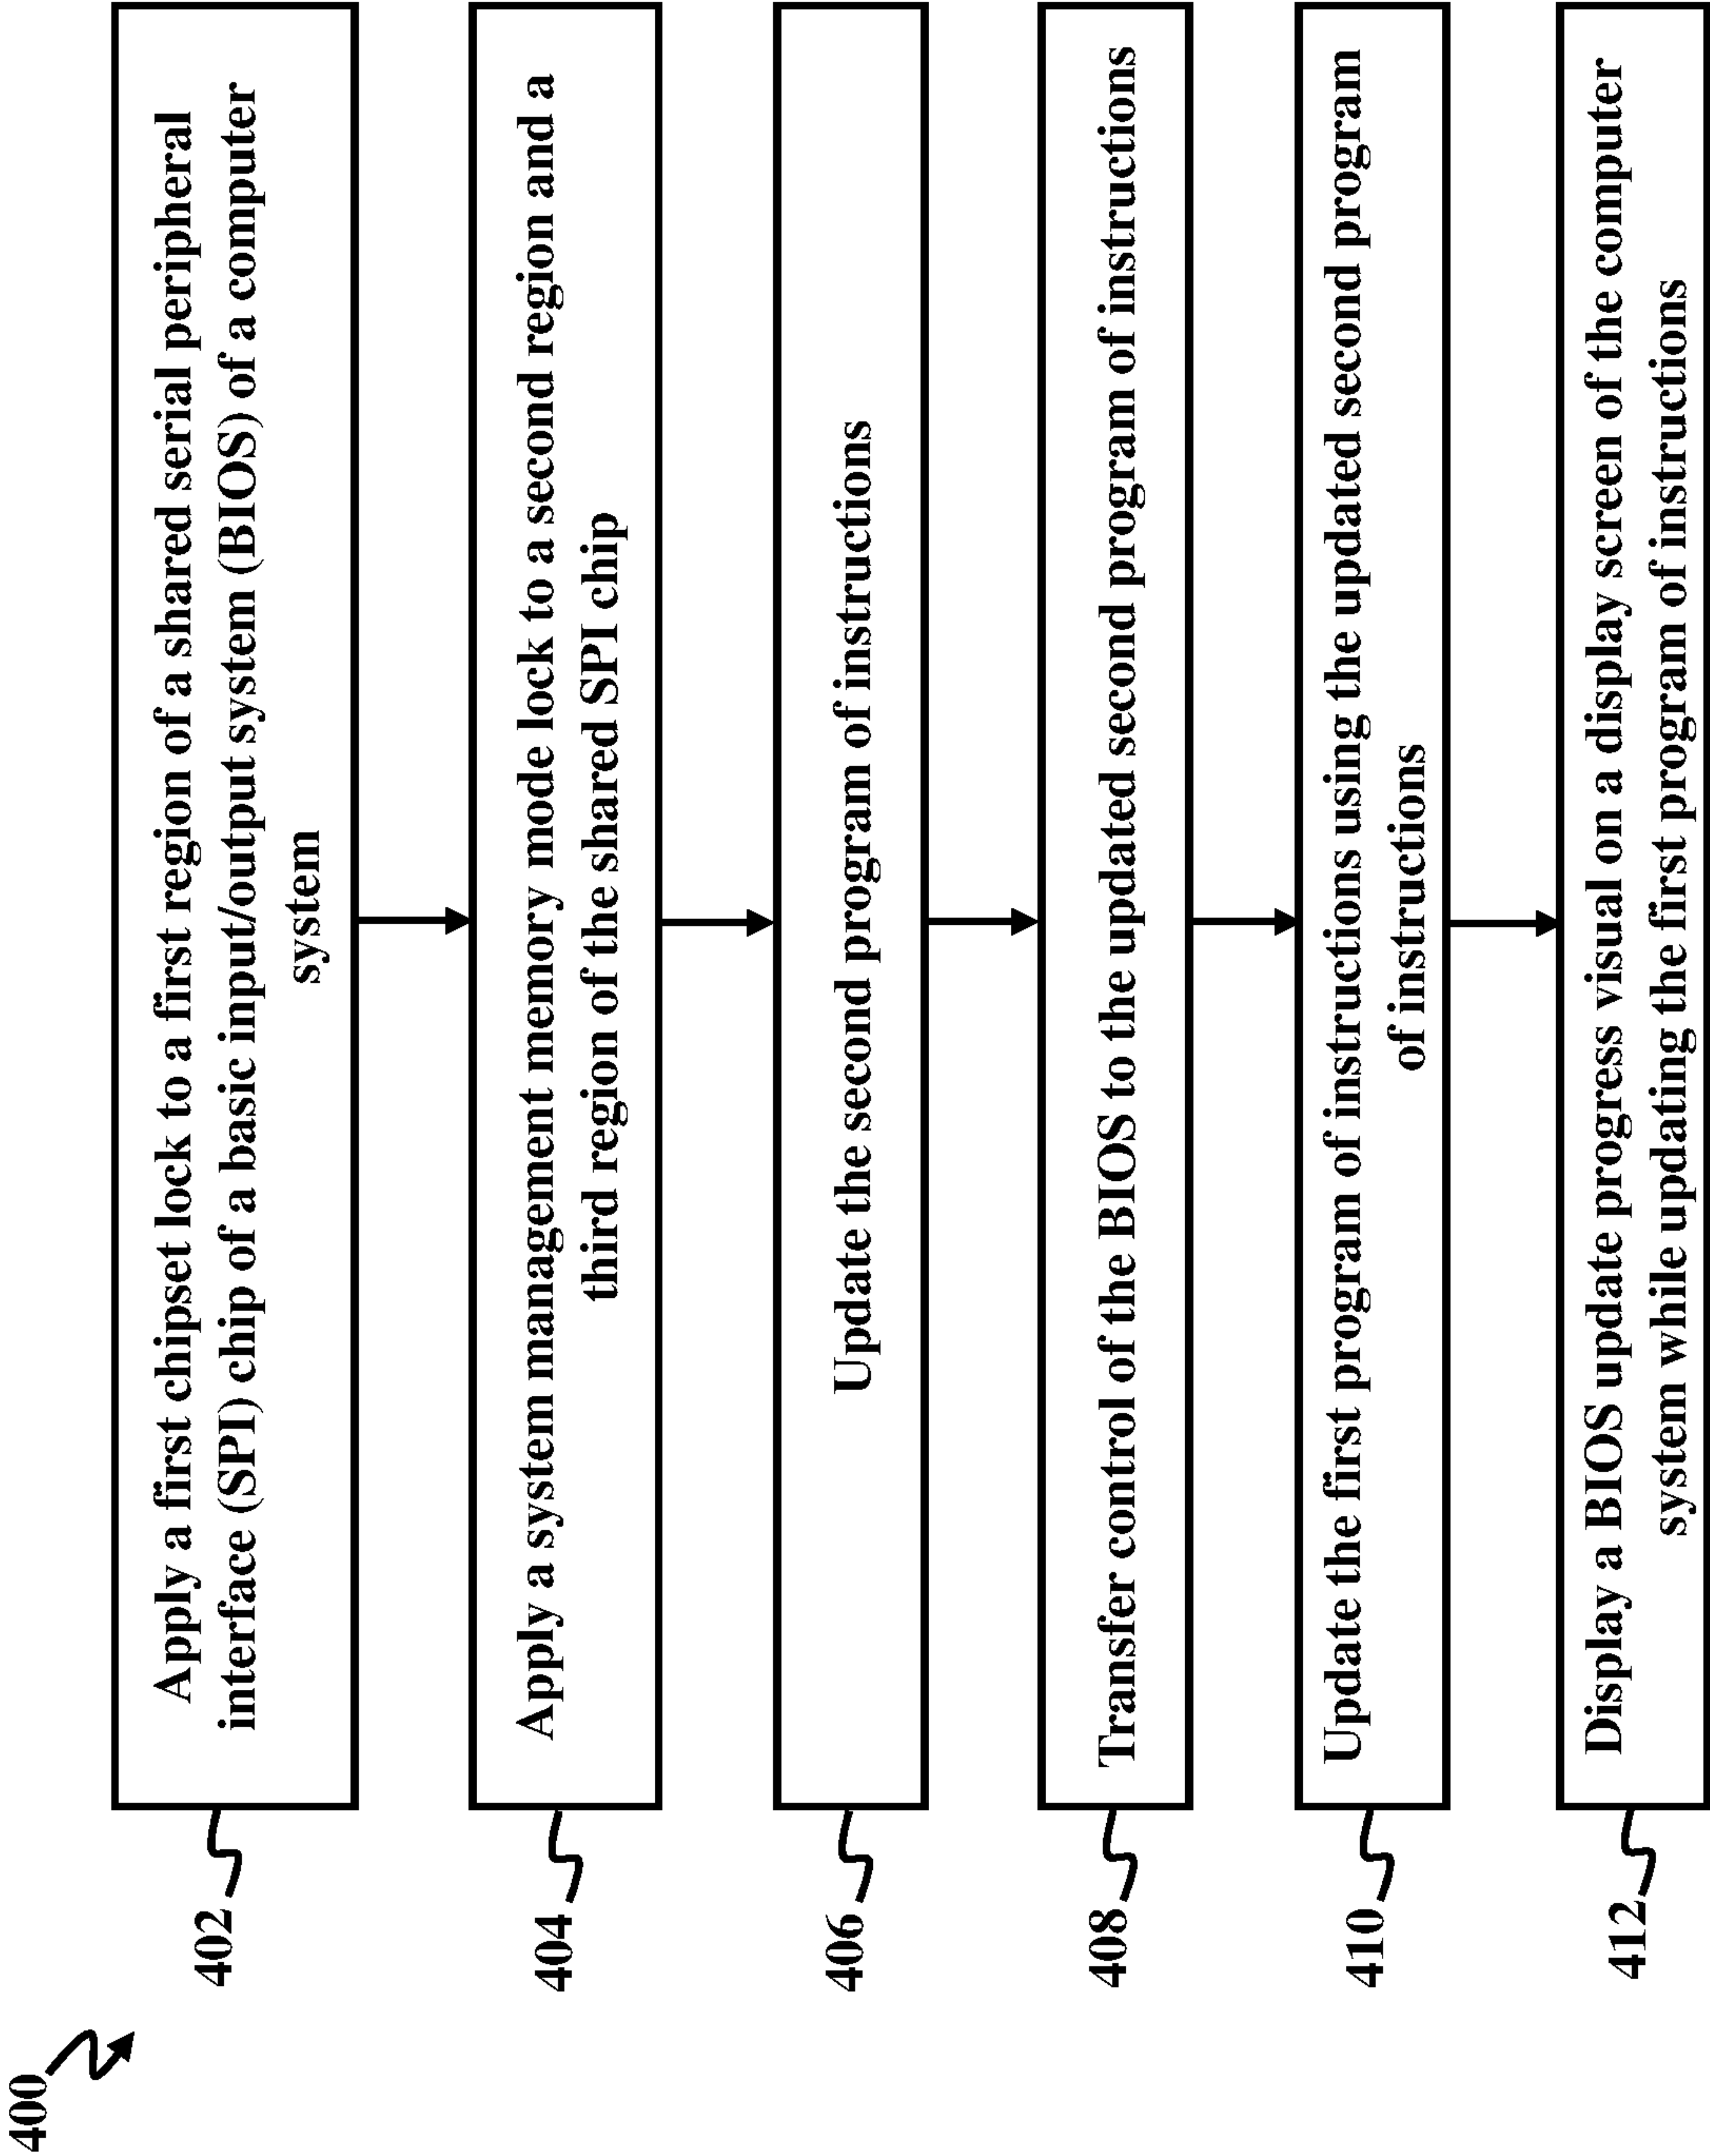 400
402
Apply a first chipset lock to a first region of a shared serial peripheral
interface (SPI) chip of a basic input/output system (BIOS) of a computer
system
404
Apply a system management memory mode lock to a second region and a
third region of the shared SPI chip
406
Update the second program of instructions
408
Transfer control of the BIOS to the updated second program of instructions
410
Update the first program of instructions using the updated second program
of instructions
412
Display a BIOS update progress visual on a display screen of the computer
system while updating the first program of instructions